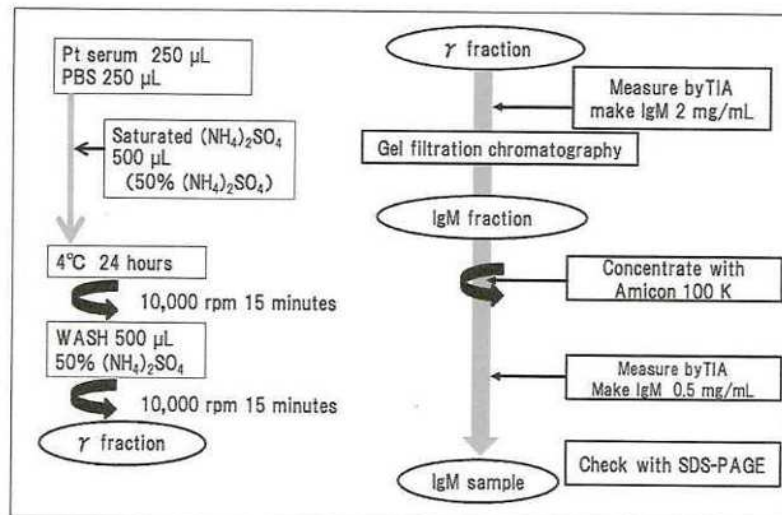 Pt serum 250 μL
PBS 250 μL
Saturated (NH₄)₂SO₄
500 μL
(50% (NH₄)₂SO₄)
4℃ 24 hours
10,000 rpm 15 minutes
WASH 500 μL
50% (NH₄)₂SO₄
10,000 rpm 15 minutes
γ fraction
γ fraction
Measure byTIA
make IgM 2 mg/mL
Gel filtration chromatography
IgM fraction
Concentrate with
Amicon 100 K
Measure byTIA
Make IgM 0.5 mg/mL
Check with SDS-PAGE
IgM sample